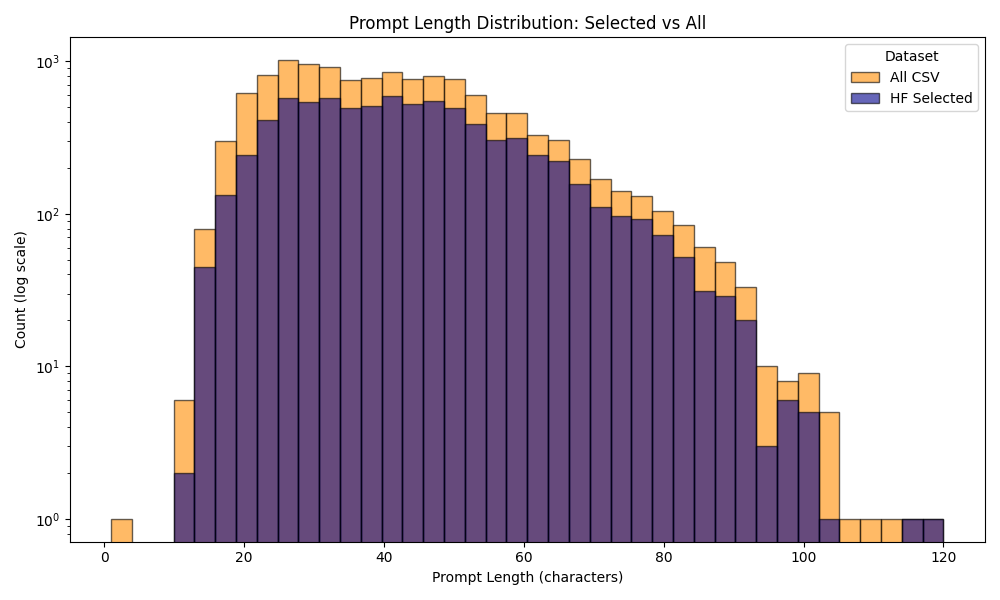 Prompt Length Distribution: Selected vs All
Dataset
All CSV
HF Selected
Count (log scale)
10³
10²
10¹
10⁰
0 20 40 60 80 100 120
Prompt Length (characters)